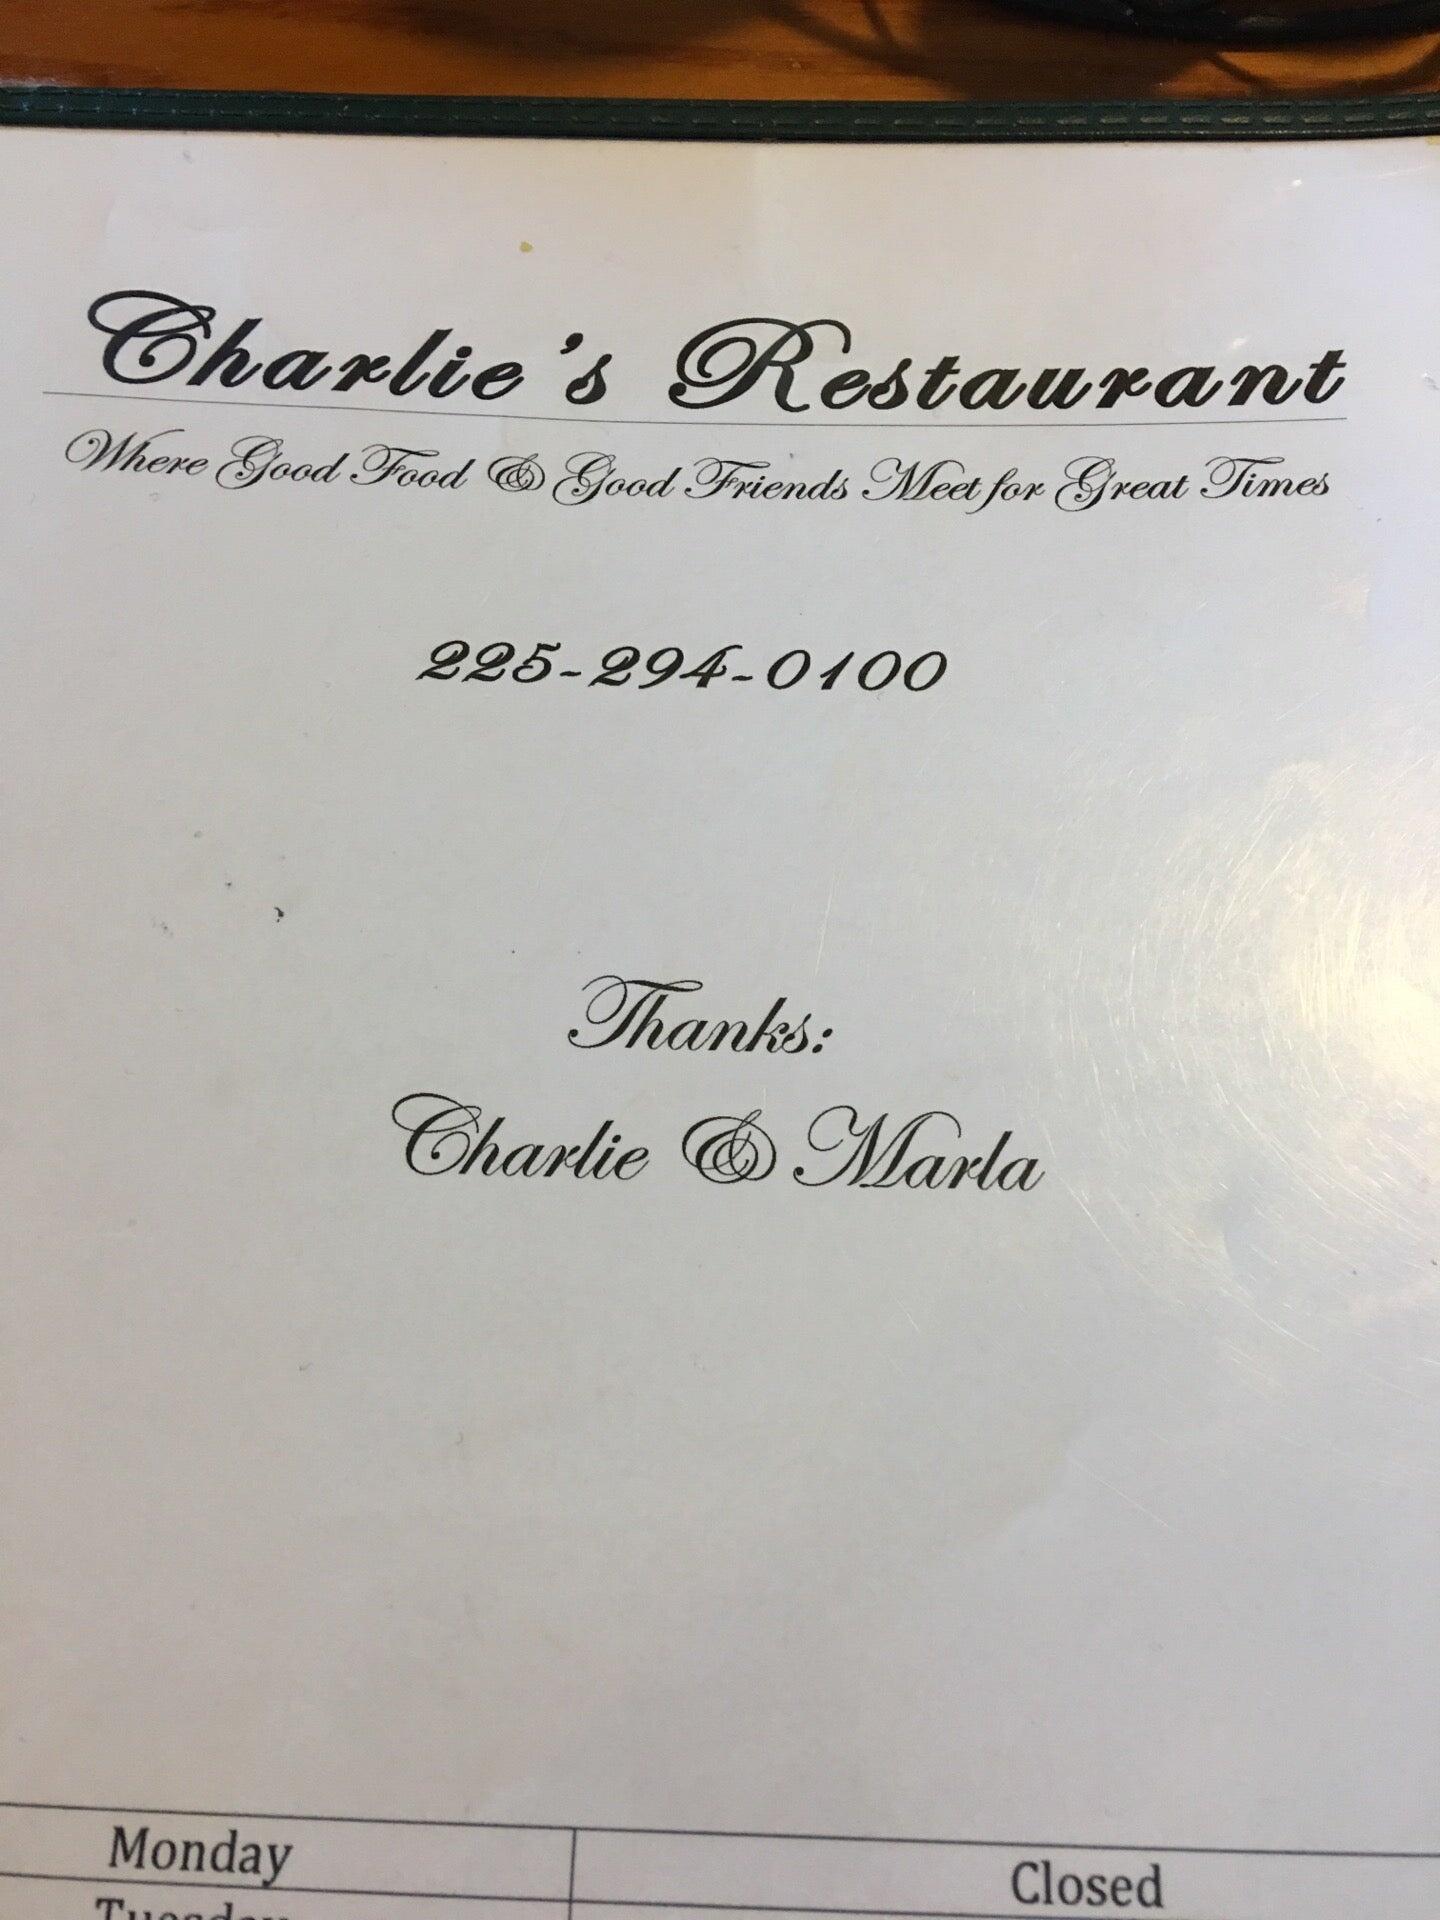 Charlie's Restaurant
Where Good Food & Good Friends Meet for Great Times
225-294-0100
Thanks:
Charlie & Marla
Monday Closed
Tuesday